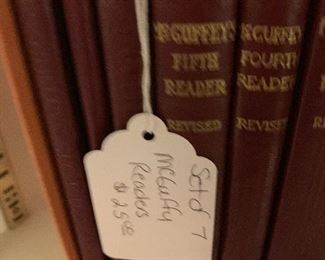 McGUFFEY'S
FIFTH
READER
REVISED
McGUFFEY'S
FOURTH
READER
REVISED
Set of 7
McGuffy
Readers
$25.00